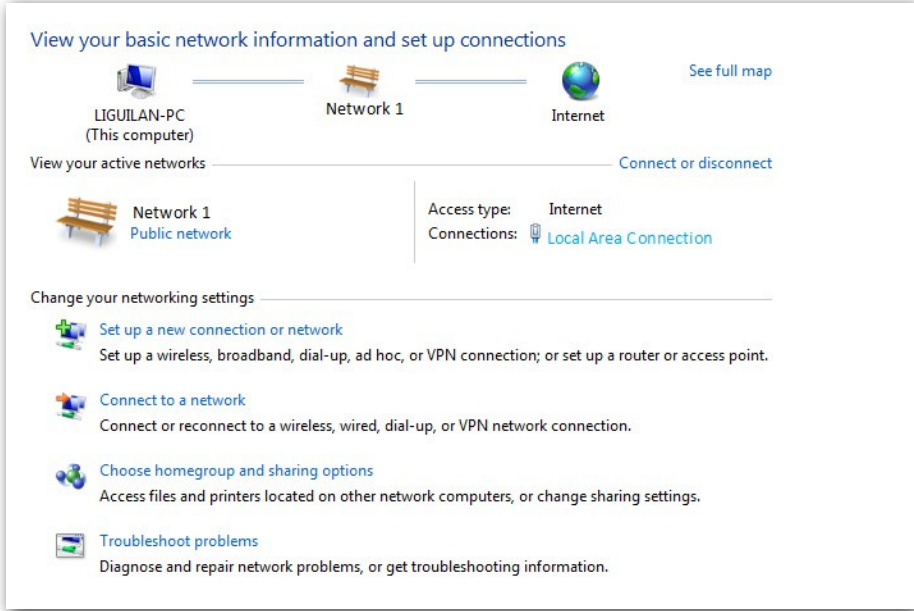 View your basic network information and set up connections
See full map
LIGUILAN-PC
(This computer)
Network 1
Internet
View your active networks
Connect or disconnect
Network 1
Public network
Access type: Internet
Connections: Local Area Connection
Change your networking settings
Set up a new connection or network
Set up a wireless, broadband, dial-up, ad hoc, or VPN connection; or set up a router or access point.
Connect to a network
Connect or reconnect to a wireless, wired, dial-up, or VPN network connection.
Choose homegroup and sharing options
Access files and printers located on other network computers, or change sharing settings.
Troubleshoot problems
Diagnose and repair network problems, or get troubleshooting information.